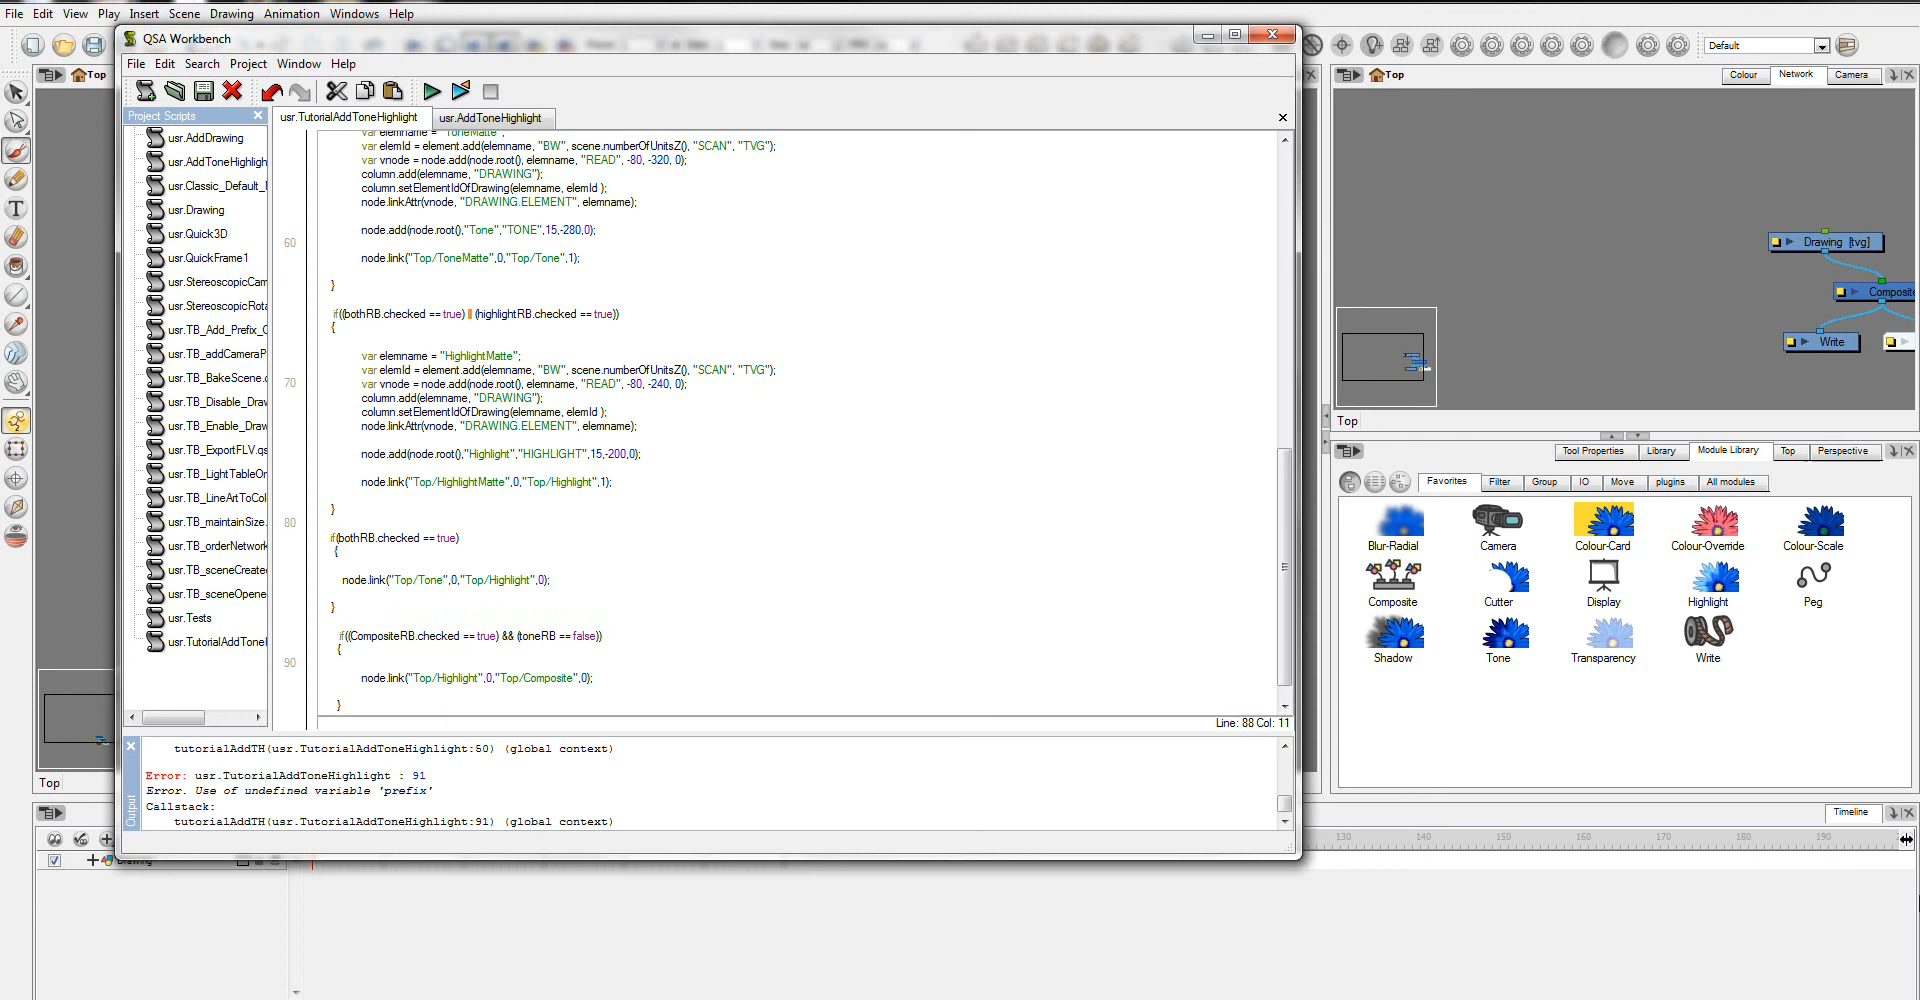 File Edit View Play Insert Scene Drawing Animation Windows Help
QSA Workbench
File Edit Search Project Window Help
Default
Top
Top
Colour Network Camera
Project Scripts
usr.TutorialAddToneHighlight usr.AddToneHighlight
usr.AddDrawing
usr.AddToneHighligh
usr.Classic_Default_
usr.Drawing
usr.Quick3D
usr.QuickFrame1
usr.StereoscopicCam
usr.StereoscopicRota
usr.TB_Add_Prefix_
usr.TB_addCameraP
usr.TB_BakeScene.
usr.TB_Disable_Draw
usr.TB_Enable_Draw
usr.TB_ExportFLV.qs
usr.TB_LightTableOn
usr.TB_LineArtToCol
usr.TB_maintainSize.
usr.TB_orderNetwork
usr.TB_sceneCreate
usr.TB_sceneOpene
usr.Tests
usr.TutorialAddTone
var elemname = "ToneMatte";
var elemId = element.add(elemname, "BW", scene.numberOfUnitsZ(), "SCAN", "TVG");
var vnode = node.add(node.root(), elemname, "READ", -80, -320, 0);
column.add(elemname, "DRAWING");
column.setElementIdOfDrawing(elemname, elemId );
node.linkAttr(vnode, "DRAWING.ELEMENT", elemname);
node.add(node.root(),"Tone","TONE",15,-280,0);
60
node.link("Top/ToneMatte",0,"Top/Tone",1);
}
if((bothRB.checked == true) || (highlightRB.checked == true))
{
var elemname = "HighlightMatte";
var elemId = element.add(elemname, "BW", scene.numberOfUnitsZ(), "SCAN", "TVG");
70
var vnode = node.add(node.root(), elemname, "READ", -80, -240, 0);
column.add(elemname, "DRAWING");
column.setElementIdOfDrawing(elemname, elemId );
node.linkAttr(vnode, "DRAWING.ELEMENT", elemname);
node.add(node.root(),"Highlight","HIGHLIGHT",15,-200,0);
node.link("Top/HighlightMatte",0,"Top/Highlight",1);
}
80
if(bothRB.checked == true)
{
node.link("Top/Tone",0,"Top/Highlight",0);
}
if((CompositeRB.checked == true) && (toneRB == false))
{
90
node.link("Top/Highlight",0,"Top/Composite",0);
}
Line: 88 Col: 11
Output
tutorialAddTH(usr.TutorialAddToneHighlight:50) (global context)
Error: usr.TutorialAddToneHighlight : 91
Error. Use of undefined variable 'prefix'
Callstack:
tutorialAddTH(usr.TutorialAddToneHighlight:91) (global context)
Drawing [tvg]
Composite
Write
Top
Tool Properties Library Module Library Top Perspective
Favorites Filter Group IO Move plugins All modules
Blur-Radial Camera Colour-Card Colour-Override Colour-Scale
Composite Cutter Display Highlight Peg
Shadow Tone Transparency Write
Top
Timeline
130 140 150 160 170 180 190
Drawing